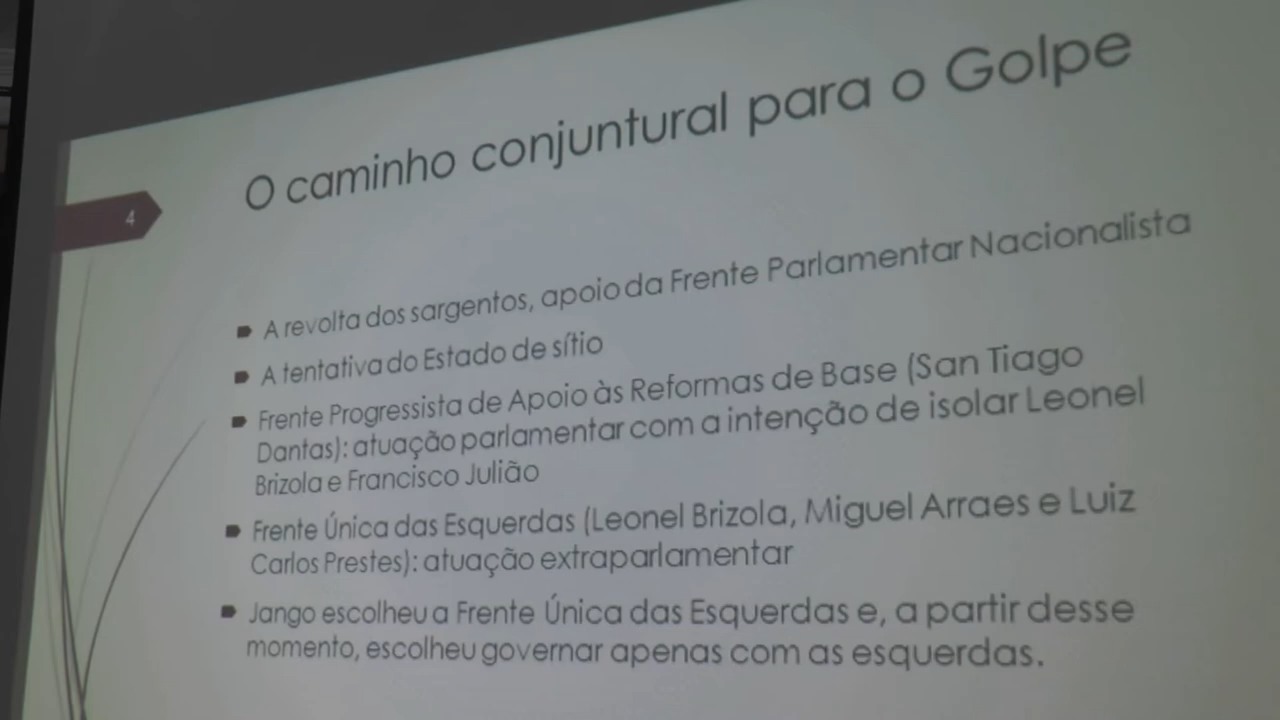 O caminho conjuntural para o Golpe
4
A revolta dos sargentos, apoio da Frente Parlamentar Nacionalista
A tentativa do Estado de sítio
Frente Progressista de Apoio às Reformas de Base (San Tiago
Dantas): atuação parlamentar com a intenção de isolar Leonel
Brizola e Francisco Julião
Frente Única das Esquerdas (Leonel Brizola, Miguel Arraes e Luiz
Carlos Prestes): atuação extraparlamentar
Jango escolheu a Frente Única das Esquerdas e, a partir desse
momento, escolheu governar apenas com as esquerdas.